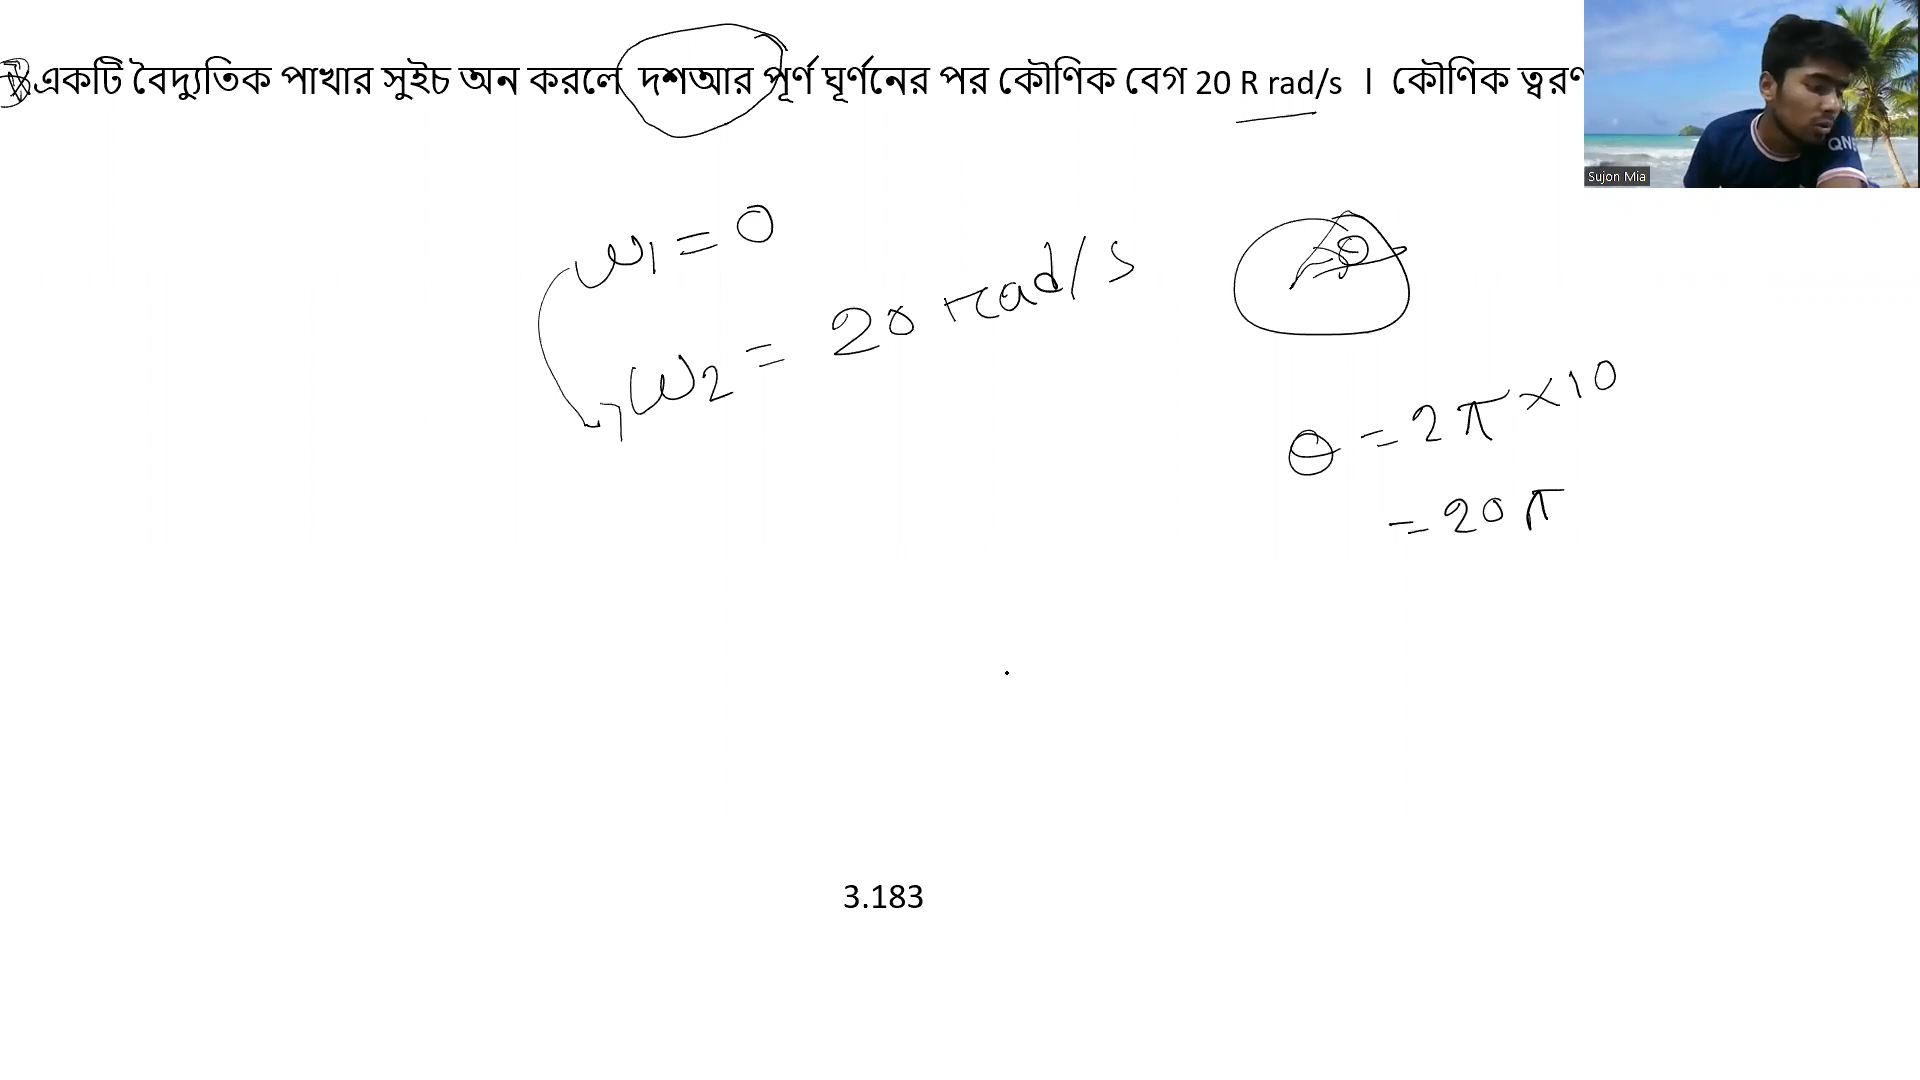 একটি বৈদ্যুতিক পাখার সুইচ অন করলে দশআর পূর্ণ ঘূর্ণনের পর কৌণিক বেগ 20 R rad/s । কৌণিক ত্বরণ
QN
Sujon Mia
ω1 = 0
ω2 = 20 rad/s
θ
θ = 2π × 10
= 20π
3.183